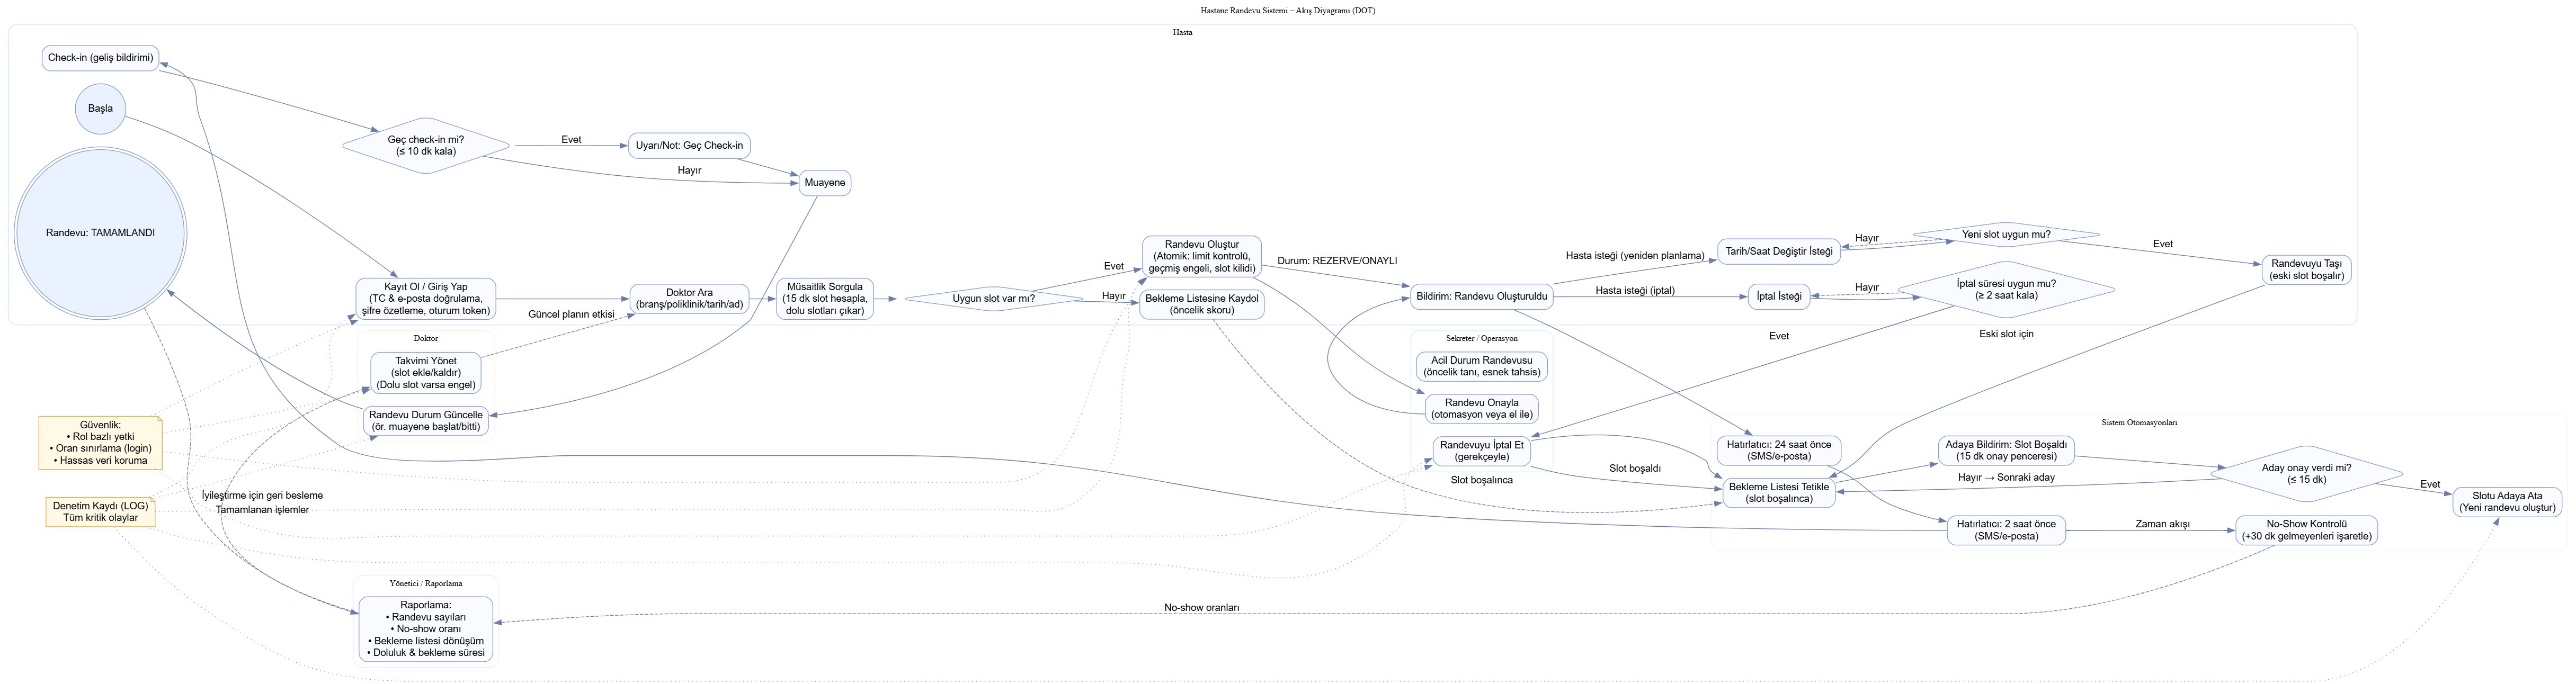 Hastane Randevu Sistemi – Akış Diyagramı (DOT)
Hasta
Check-in (geliş bildirimi)
Başla
Randevu: TAMAMLANDI
Geç check-in mi?
(≤ 10 dk kala)
Evet
Hayır
Uyarı/Not: Geç Check-in
Muayene
Kayıt Ol / Giriş Yap
(TC & e-posta doğrulama,
şifre özetleme, oturum token)
Doktor Ara
(branş/poliklinik/tarih/ad)
Güncel planın etkisi
Müsaitlik Sorgula
(15 dk slot hesapla,
dolu slotları çıkar)
Uygun slot var mı?
Evet
Hayır
Randevu Oluştur
(Atomik: limit kontrolü,
geçmiş engeli, slot kilidi)
Bekleme Listesine Kaydol
(öncelik skoru)
Durum: REZERVE/ONAYLI
Bildirim: Randevu Oluşturuldu
Hasta isteği (yeniden planlama)
Hasta isteği (iptal)
Tarih/Saat Değiştir İsteği
İptal İsteği
Hayır
Hayır
Yeni slot uygun mu?
İptal süresi uygun mu?
(≥ 2 saat kala)
Evet
Randevuyu Taşı
(eski slot boşalır)
Evet
Eski slot için
Doktor
Takvimi Yönet
(slot ekle/kaldır)
(Dolu slot varsa engel)
Randevu Durum Güncelle
(ör. muayene başlat/bitti)
Sekreter / Operasyon
Acil Durum Randevusu
(öncelik tanı, esnek tahsis)
Randevu Onayla
(otomasyon veya el ile)
Randevuyu İptal Et
(gerekçeyle)
Slot boşaldı
Slot boşalınca
Sistem Otomasyonları
Hatırlatıcı: 24 saat önce
(SMS/e-posta)
Bekleme Listesi Tetikle
(slot boşalınca)
Adaya Bildirim: Slot Boşaldı
(15 dk onay penceresi)
Hayır → Sonraki aday
Aday onay verdi mi?
(≤ 15 dk)
Evet
Slotu Adaya Ata
(Yeni randevu oluştur)
Hatırlatıcı: 2 saat önce
(SMS/e-posta)
Zaman akışı
No-Show Kontrolü
(+30 dk gelmeyenleri işaretle)
Güvenlik:
• Rol bazlı yetki
• Oran sınırlama (login)
• Hassas veri koruma
Denetim Kaydı (LOG)
Tüm kritik olaylar
İyileştirme için geri besleme
Tamamlanan işlemler
Yönetici / Raporlama
Raporlama:
• Randevu sayıları
• No-show oranı
• Bekleme listesi dönüşüm
• Doluluk & bekleme süresi
No-show oranları